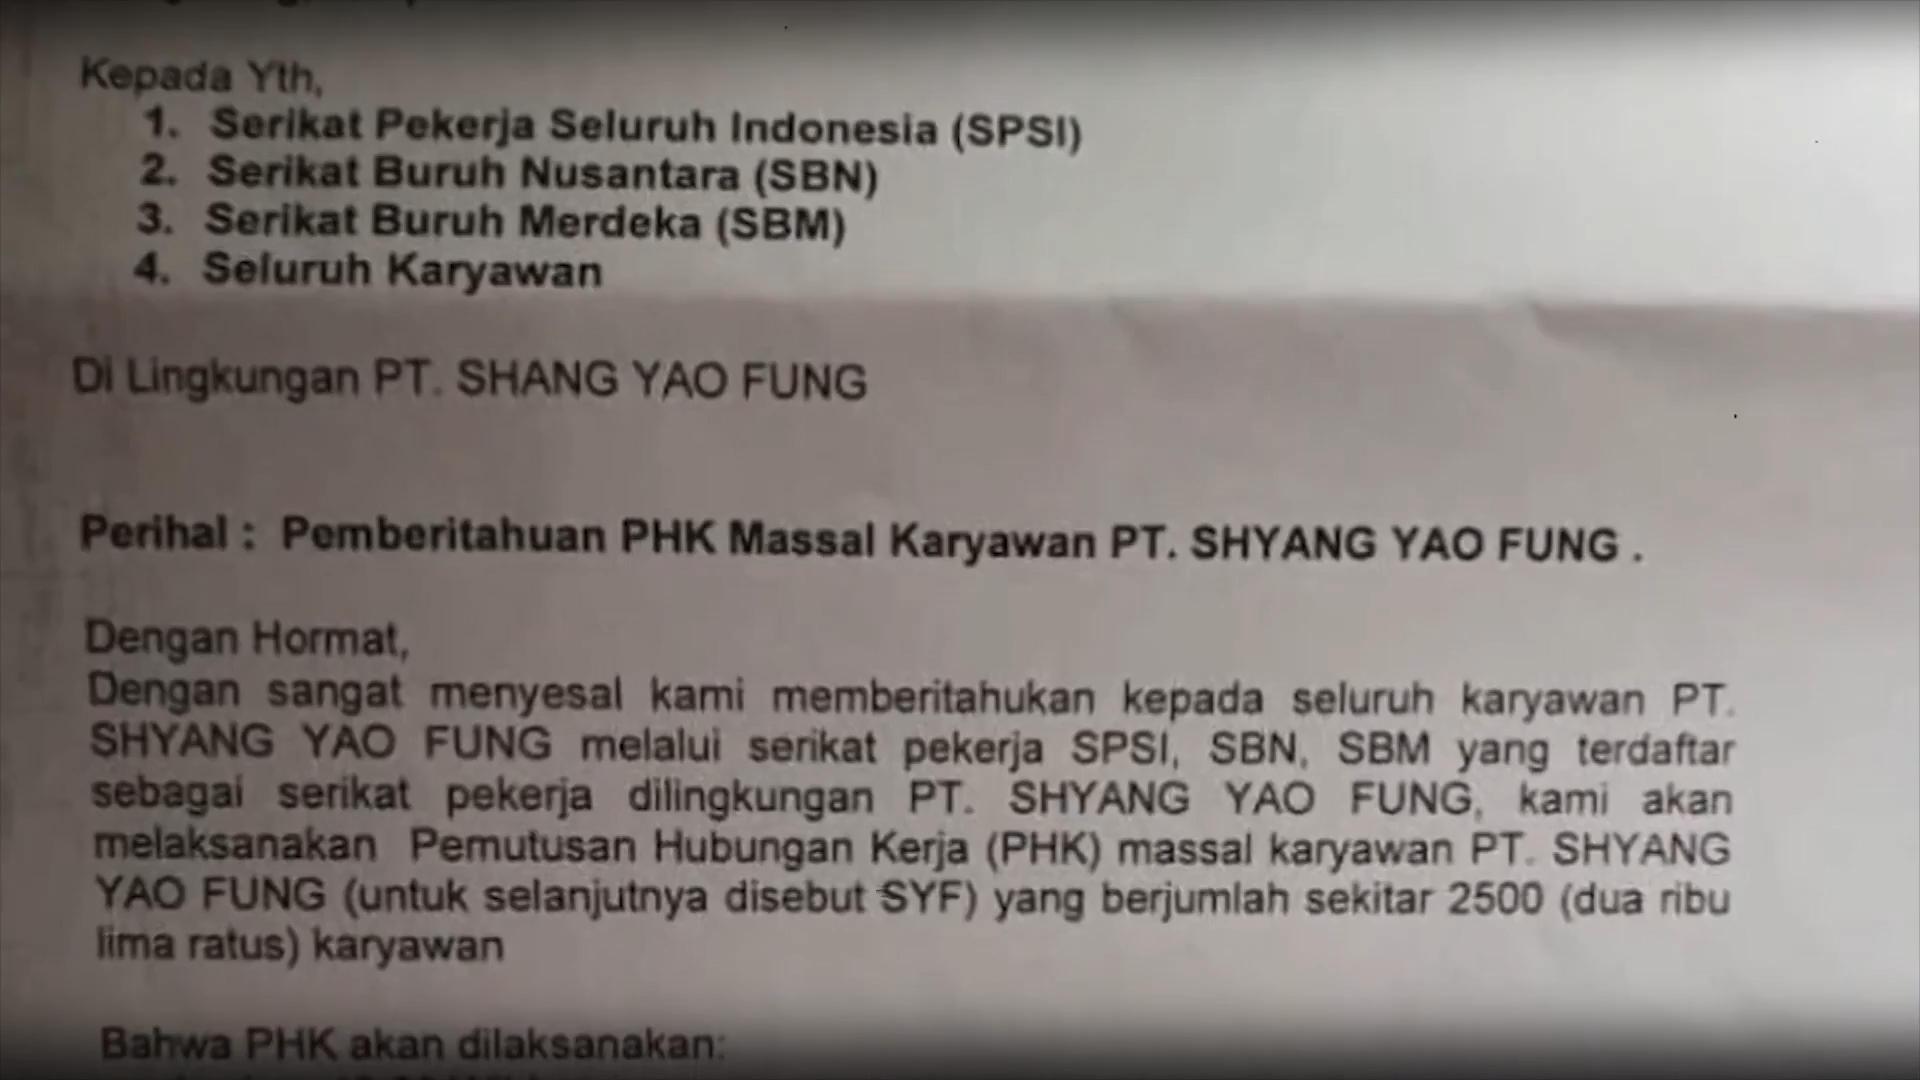 Kepada Yth,
1. Serikat Pekerja Seluruh Indonesia (SPSI)
2. Serikat Buruh Nusantara (SBN)
3. Serikat Buruh Merdeka (SBM)
4. Seluruh Karyawan
Di Lingkungan PT. SHANG YAO FUNG
Perihal : Pemberitahuan PHK Massal Karyawan PT. SHYANG YAO FUNG .
Dengan Hormat,
Dengan sangat menyesal kami memberitahukan kepada seluruh karyawan PT.
SHYANG YAO FUNG melalui serikat pekerja SPSI, SBN, SBM yang terdaftar
sebagai serikat pekerja dilingkungan PT. SHYANG YAO FUNG, kami akan
melaksanakan Pemutusan Hubungan Kerja (PHK) massal karyawan PT. SHYANG
YAO FUNG (untuk selanjutnya disebut SYF) yang berjumlah sekitar 2500 (dua ribu
lima ratus) karyawan
Bahwa PHK akan dilaksanakan: